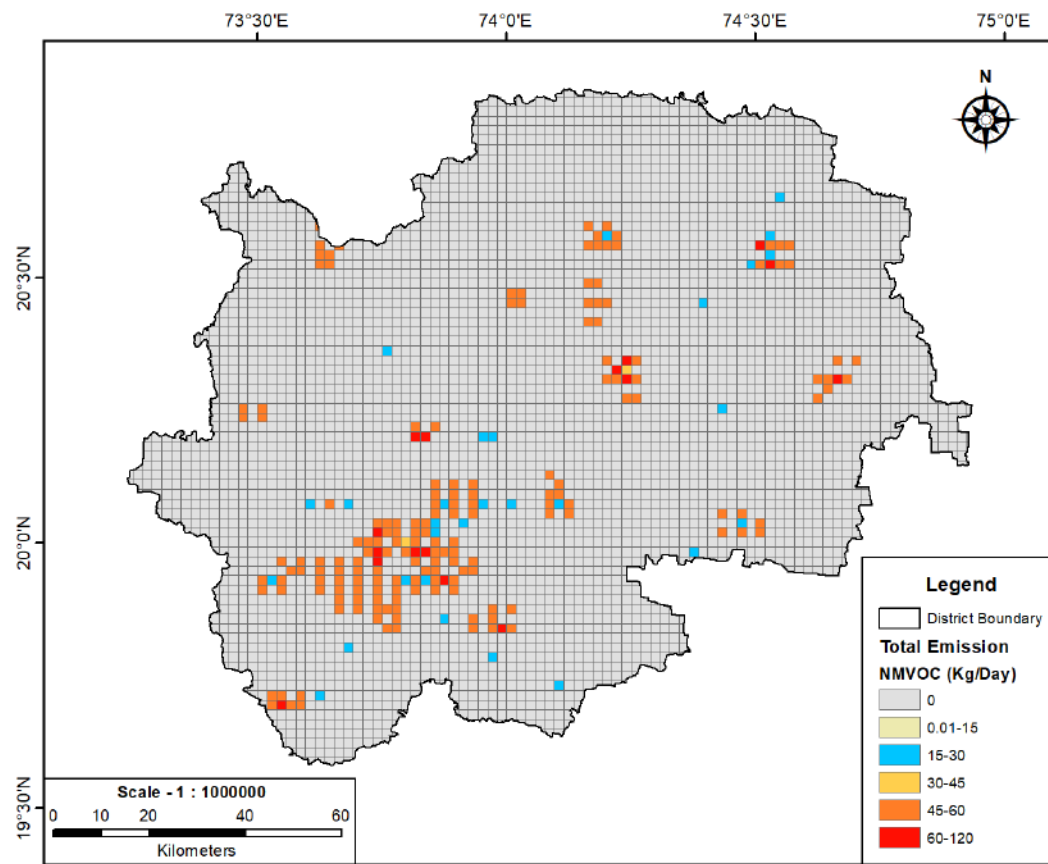 73°30'E 74°0'E 74°30'E 75°0'E
N
20°30'N
20°0'N
19°30'N
Scale - 1 : 1000000
0 10 20 40 60
Kilometers
Legend
District Boundary
Total Emission
NMVOC (Kg/Day)
0
0.01-15
15-30
30-45
45-60
60-120